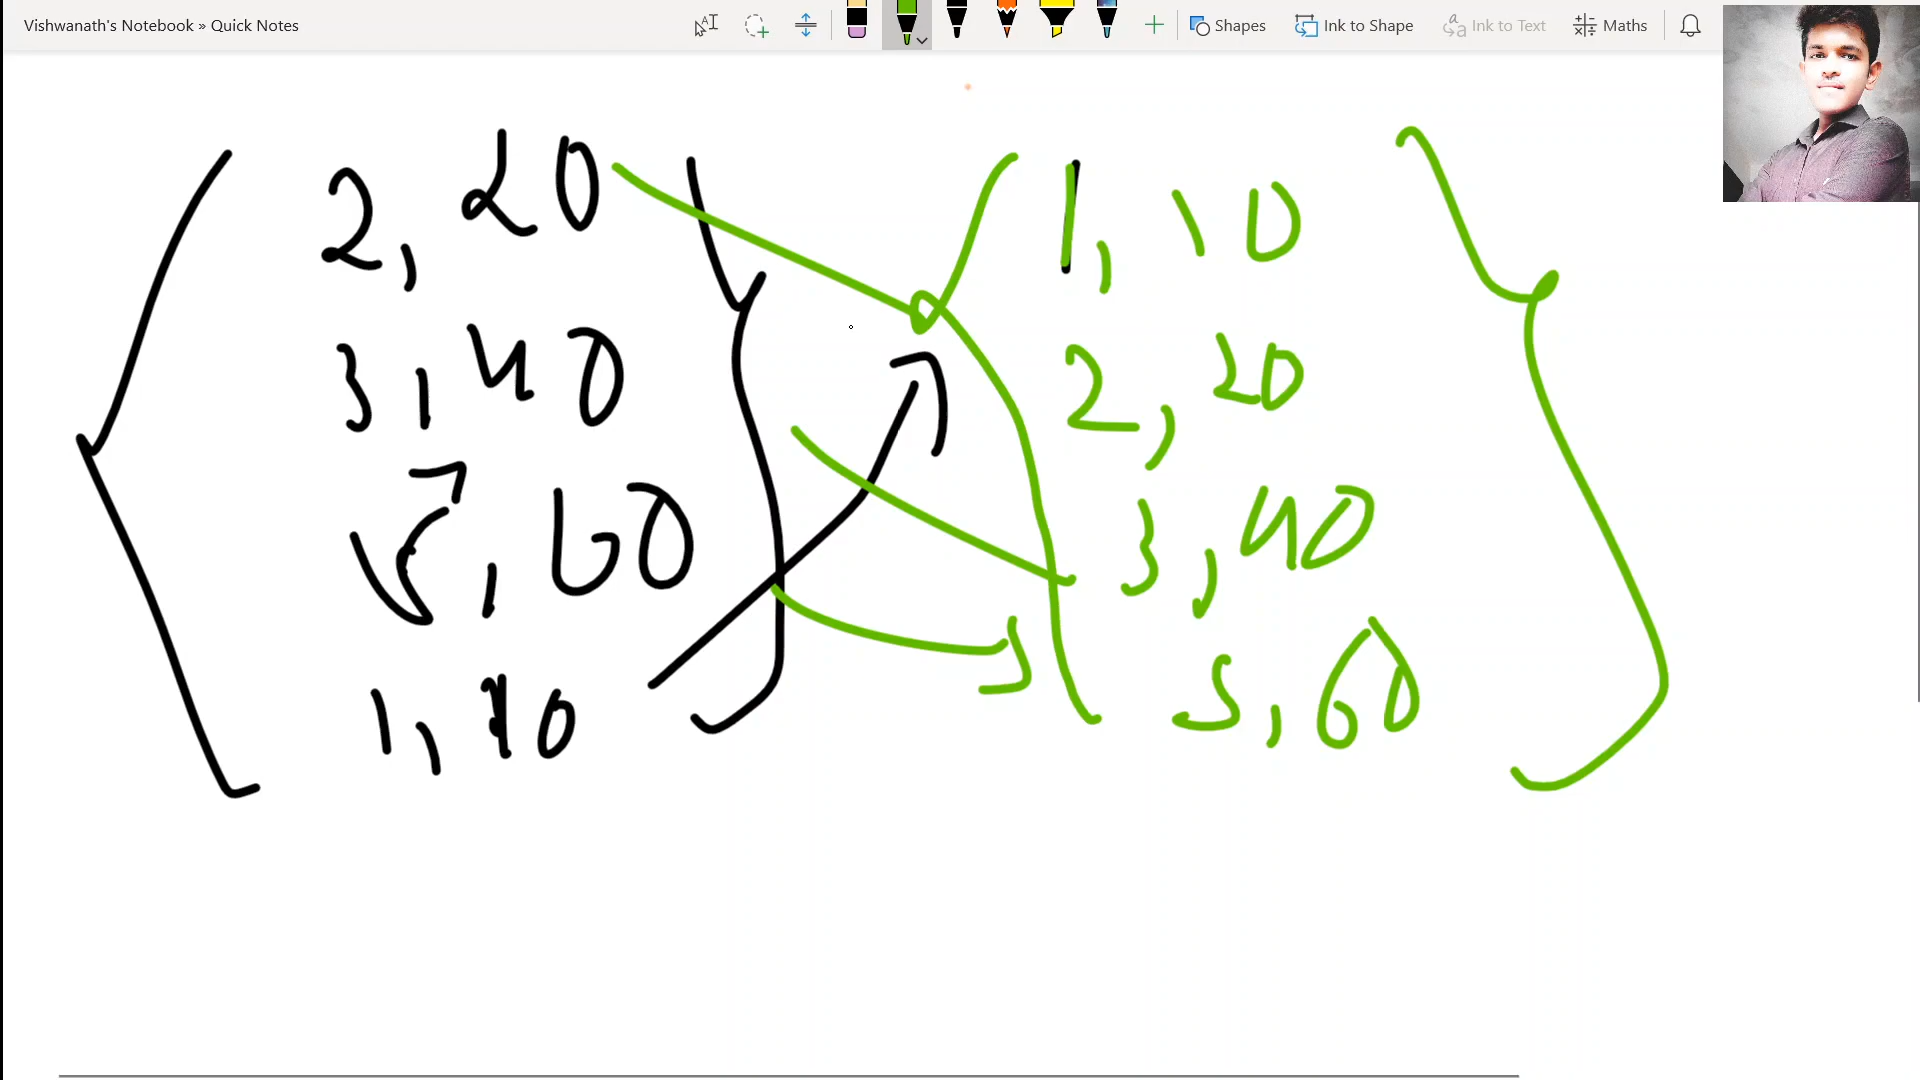 Vishwanath's Notebook » Quick Notes
Shapes
Ink to Shape
Ink to Text
Maths
2, 20
3, 40
5, 60
1, 10
1, 10
2, 20
3, 40
5, 60